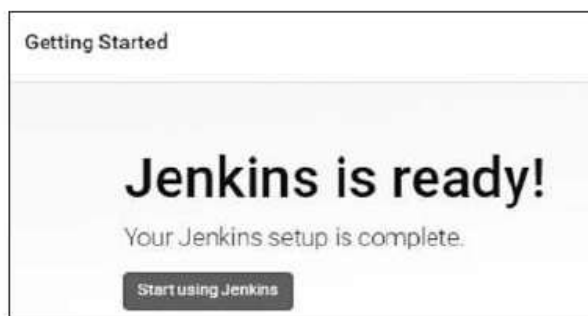 Getting Started
Jenkins is ready!
Your Jenkins setup is complete.
Start using Jenkins